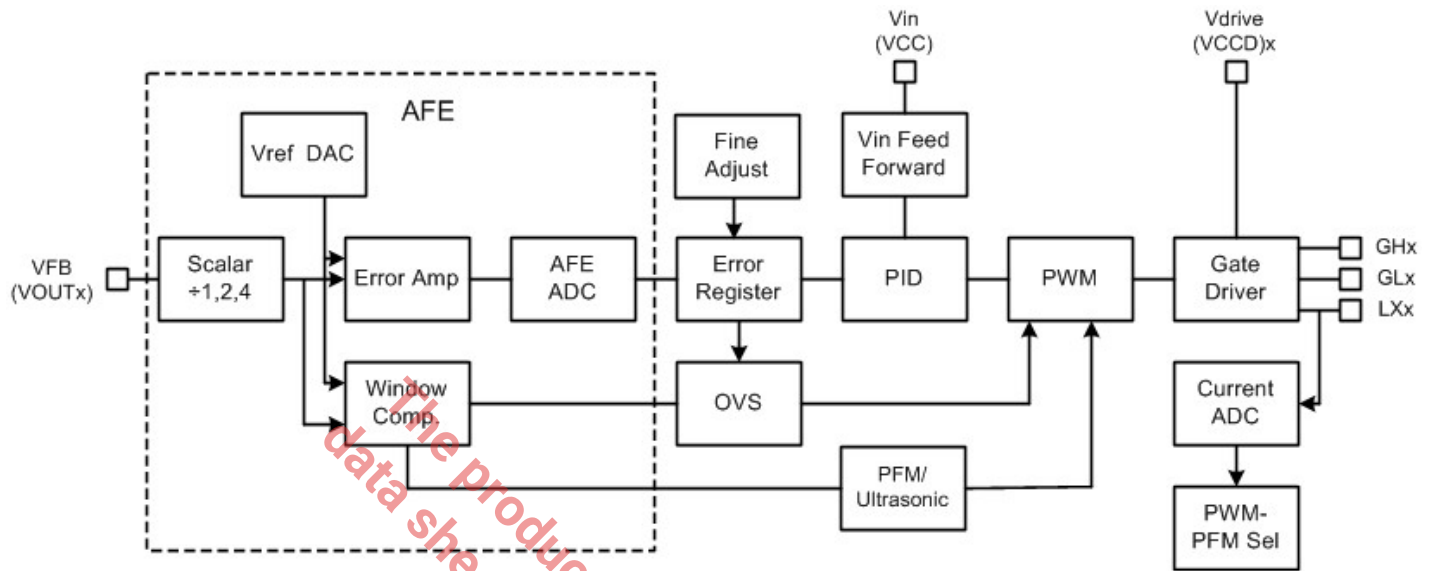 Vin
(VCC)
Vdrive
(VCCD)x
AFE
Vref DAC
Fine
Adjust
Vin Feed
Forward
VFB
(VOUTx)
Scalar
÷1,2,4
Error Amp
AFE
ADC
Error
Register
PID
PWM
Gate
Driver
GHx
GLx
LXx
Window
Comp.
OVS
Current
ADC
PFM/
Ultrasonic
PWM-
PFM Sel
The
data